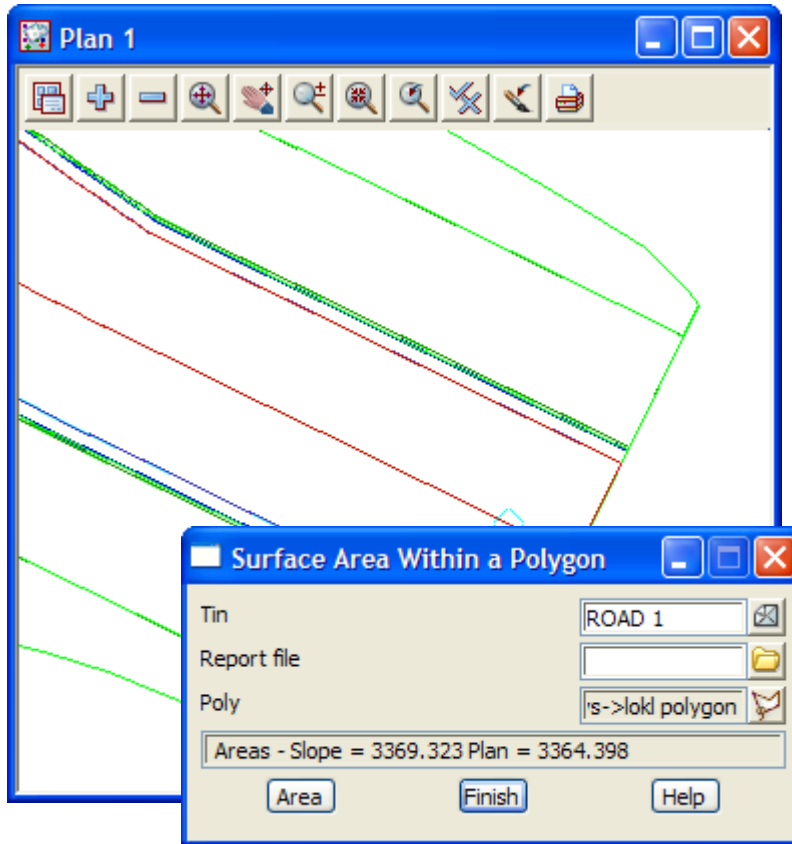 Plan 1
Surface Area Within a Polygon
Tin
ROAD 1
Report file
Poly
's->lokl polygon
Areas - Slope = 3369.323 Plan = 3364.398
Area Finish Help